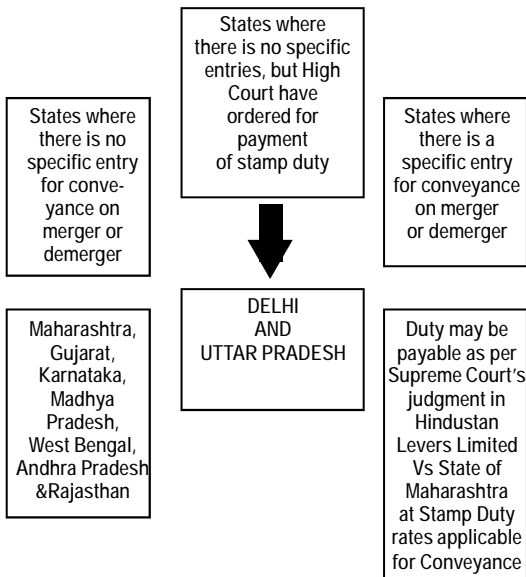 States where
there is no specific
entries, but High
Court have
ordered for
payment
of stamp duty
States where
there is no
specific entry
for conve-
yance on
merger or
demerger
States where
there is a
specific entry
for conveyance
on merger
or demerger
DELHI
AND
UTTAR PRADESH
Maharashtra,
Gujarat,
Karnataka,
Madhya
Pradesh,
West Bengal,
Andhra Pradesh
&Rajasthan
Duty may be
payable as per
Supreme Court's
judgment in
Hindustan
Levers Limited
Vs State of
Maharashtra
at Stamp Duty
rates applicable
for Conveyance